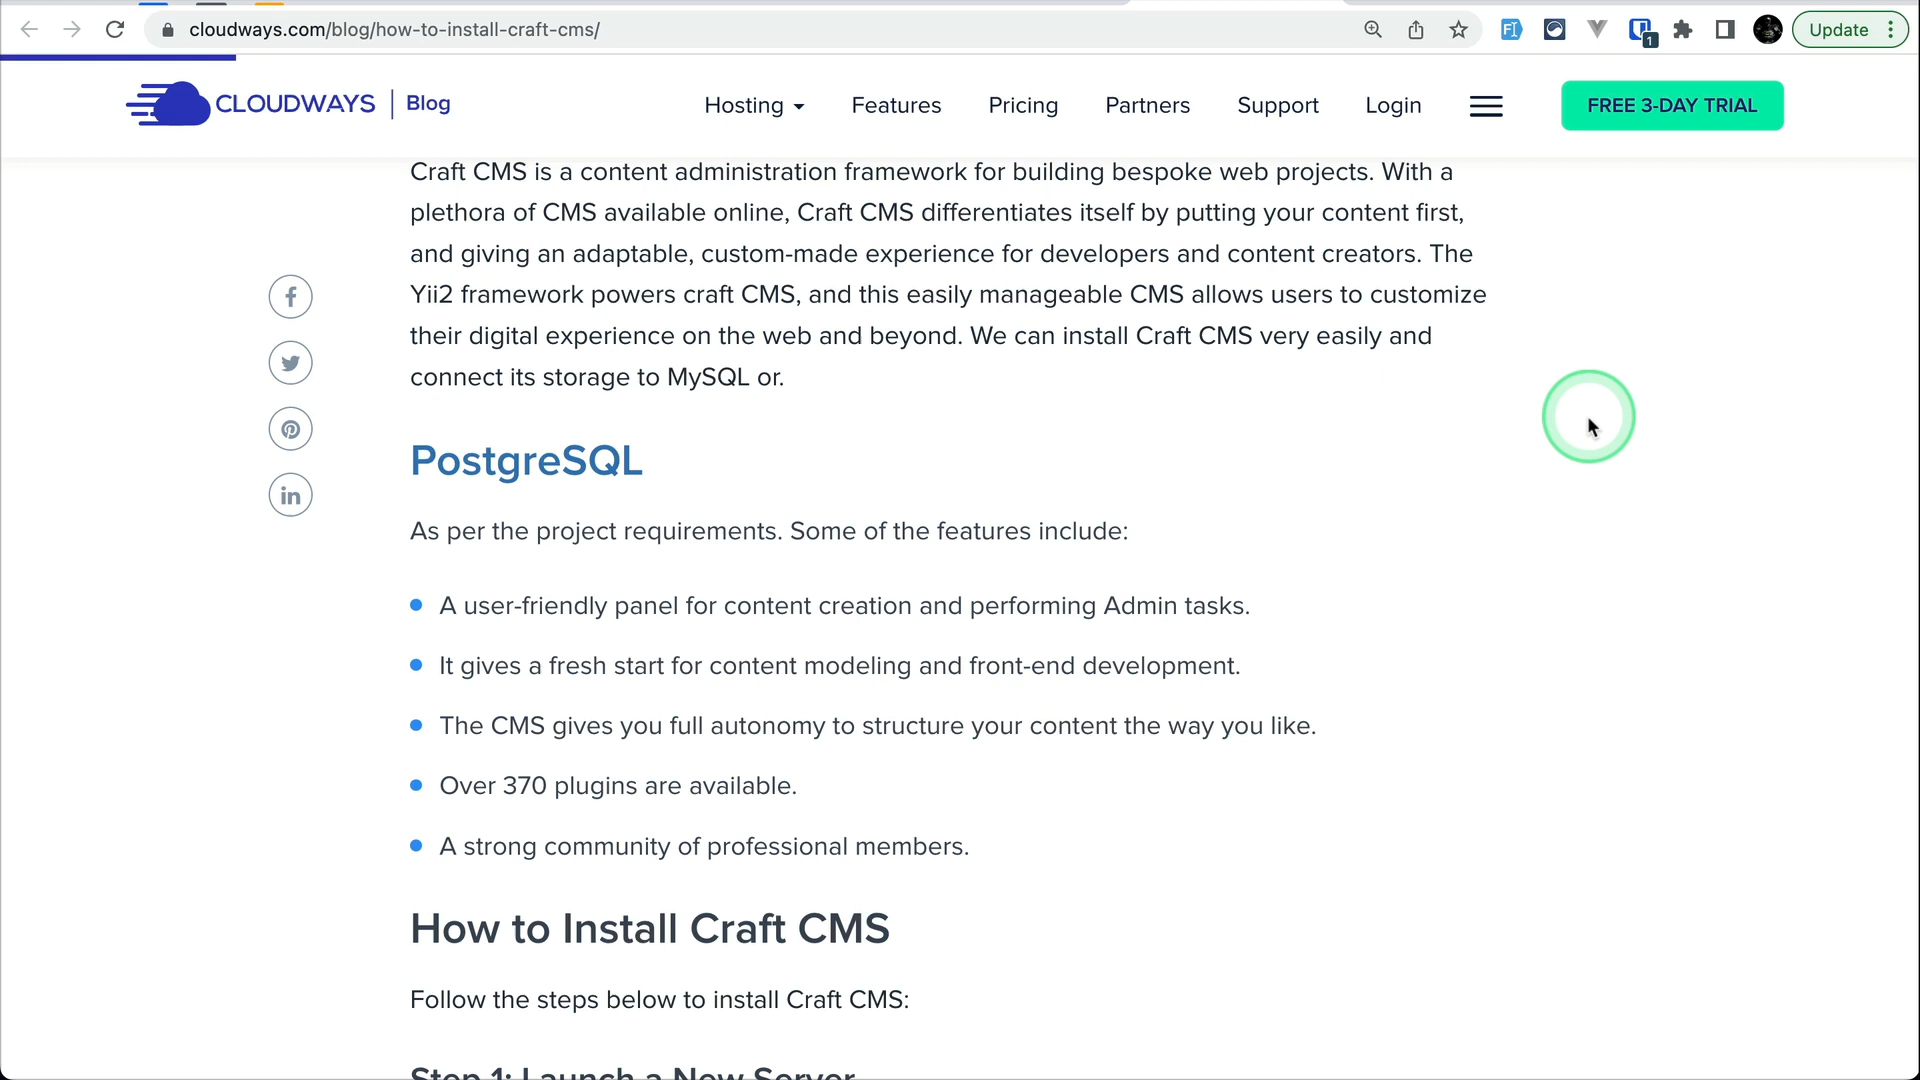 cloudways.com/blog/how-to-install-craft-cms/
1
Update
CLOUDWAYS | Blog
Hosting
Features
Pricing
Partners
Support
Login
FREE 3-DAY TRIAL
Craft CMS is a content administration framework for building bespoke web projects. With a
plethora of CMS available online, Craft CMS differentiates itself by putting your content first,
and giving an adaptable, custom-made experience for developers and content creators. The
Yii2 framework powers craft CMS, and this easily manageable CMS allows users to customize
their digital experience on the web and beyond. We can install Craft CMS very easily and
connect its storage to MySQL or.
PostgreSQL
As per the project requirements. Some of the features include:
A user-friendly panel for content creation and performing Admin tasks.
It gives a fresh start for content modeling and front-end development.
The CMS gives you full autonomy to structure your content the way you like.
Over 370 plugins are available.
A strong community of professional members.
How to Install Craft CMS
Follow the steps below to install Craft CMS:
Step 1: Launch a New Server